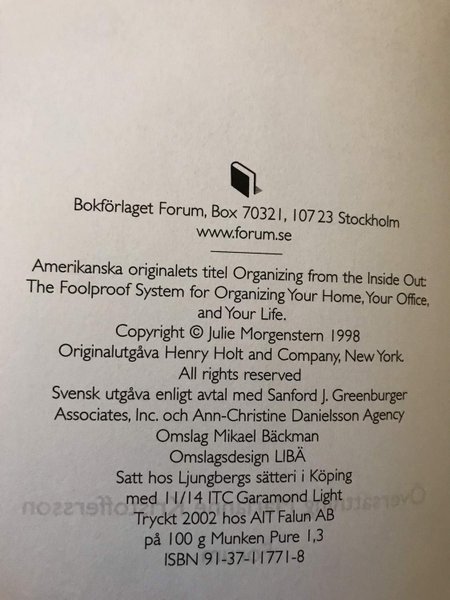 Bokförlaget Forum, Box 70321, 107 23 Stockholm
www.forum.se
Amerikanska originalets titel Organizing from the Inside Out:
The Foolproof System for Organizing Your Home, Your Office,
and Your Life.
Copyright © Julie Morgenstern 1998
Originalutgåva Henry Holt and Company, New York.
All rights reserved
Svensk utgåva enligt avtal med Sanford J. Greenburger
Associates, Inc. och Ann-Christine Danielsson Agency
Omslag Mikael Bäckman
Omslagsdesign LIBÄ
Satt hos Ljungbergs sätteri i Köping
med 11/14 ITC Garamond Light
Tryckt 2002 hos AIT Falun AB
på 100 g Munken Pure 1,3
ISBN 91-37-11771-8